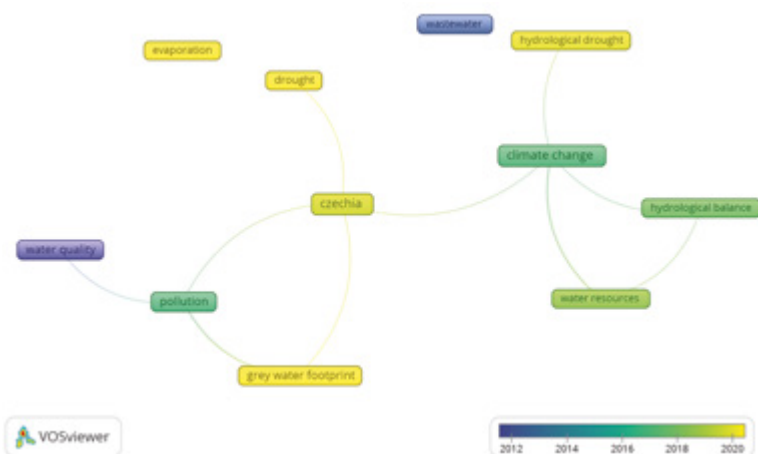 wastewater
hydrological drought
evaporation
drought
climate change
czechia
hydrological balance
water quality
pollution
water resources
grey water footprint
VOSviewer
2012 2014 2016 2018 2020